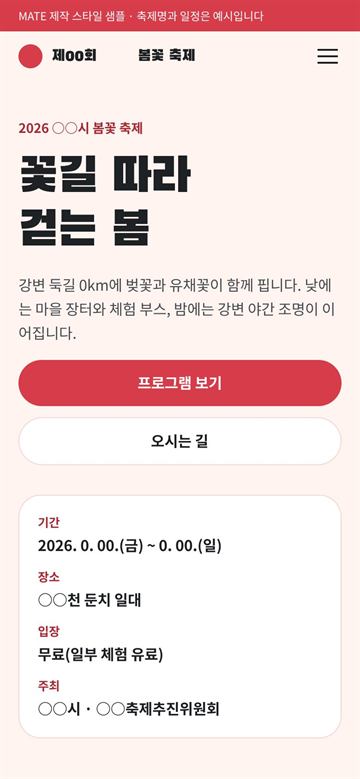 MATE 제작 스타일 샘플 · 축제명과 일정은 예시입니다
제00회 봄꽃 축제
2026 ○○시 봄꽃 축제
꽃길 따라
걷는 봄
강변 둑길 0km에 벚꽃과 유채꽃이 함께 핍니다. 낮에
는 마을 장터와 체험 부스, 밤에는 강변 야간 조명이 이
어집니다.
프로그램 보기
오시는 길
기간
2026. 0. 00.(금) ~ 0. 00.(일)
장소
○○천 둔치 일대
입장
무료(일부 체험 유료)
주최
○○시 · ○○축제추진위원회